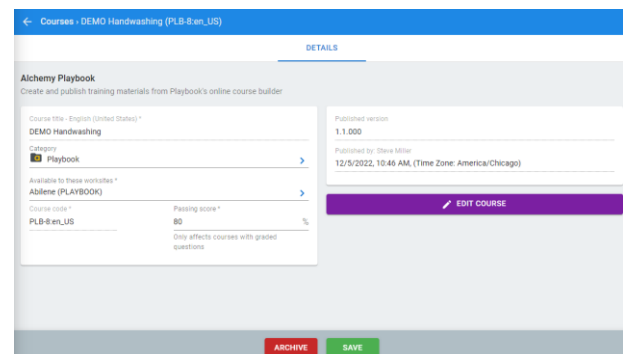 ← Courses › DEMO Handwashing (PLB-8:en_US)
DETAILS
Alchemy Playbook
Create and publish training materials from Playbook's online course builder
Course title - English (United States) *
DEMO Handwashing
Category
Playbook
Available to these worksites *
Abilene (PLAYBOOK)
Course code *
PLB-8:en_US
Passing score *
80 %
Only affects courses with graded
questions
Published version
1.1.000
Published by: Steve Miller
12/5/2022, 10:46 AM, (Time Zone: America/Chicago)
EDIT COURSE
ARCHIVE
SAVE